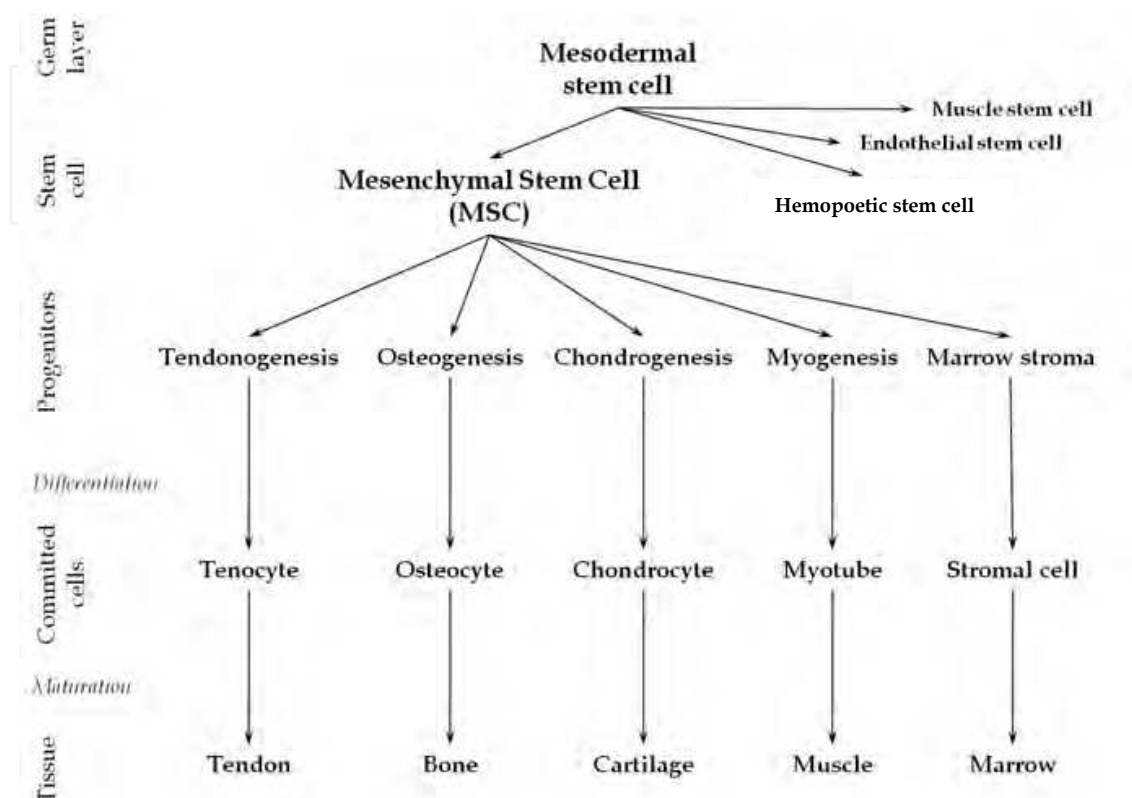 Germ
layer
Mesodermal
stem cell
Muscle stem cell
Endothelial stem cell
Stem
cell
Mesenchymal Stem Cell
(MSC)
Hemopoetic stem cell
Progenitors
Tendonogenesis Osteogenesis Chondrogenesis Myogenesis Marrow stroma
Differentiation
Committed
cells
Tenocyte Osteocyte Chondrocyte Myotube Stromal cell
Maturation
Tissue
Tendon Bone Cartilage Muscle Marrow